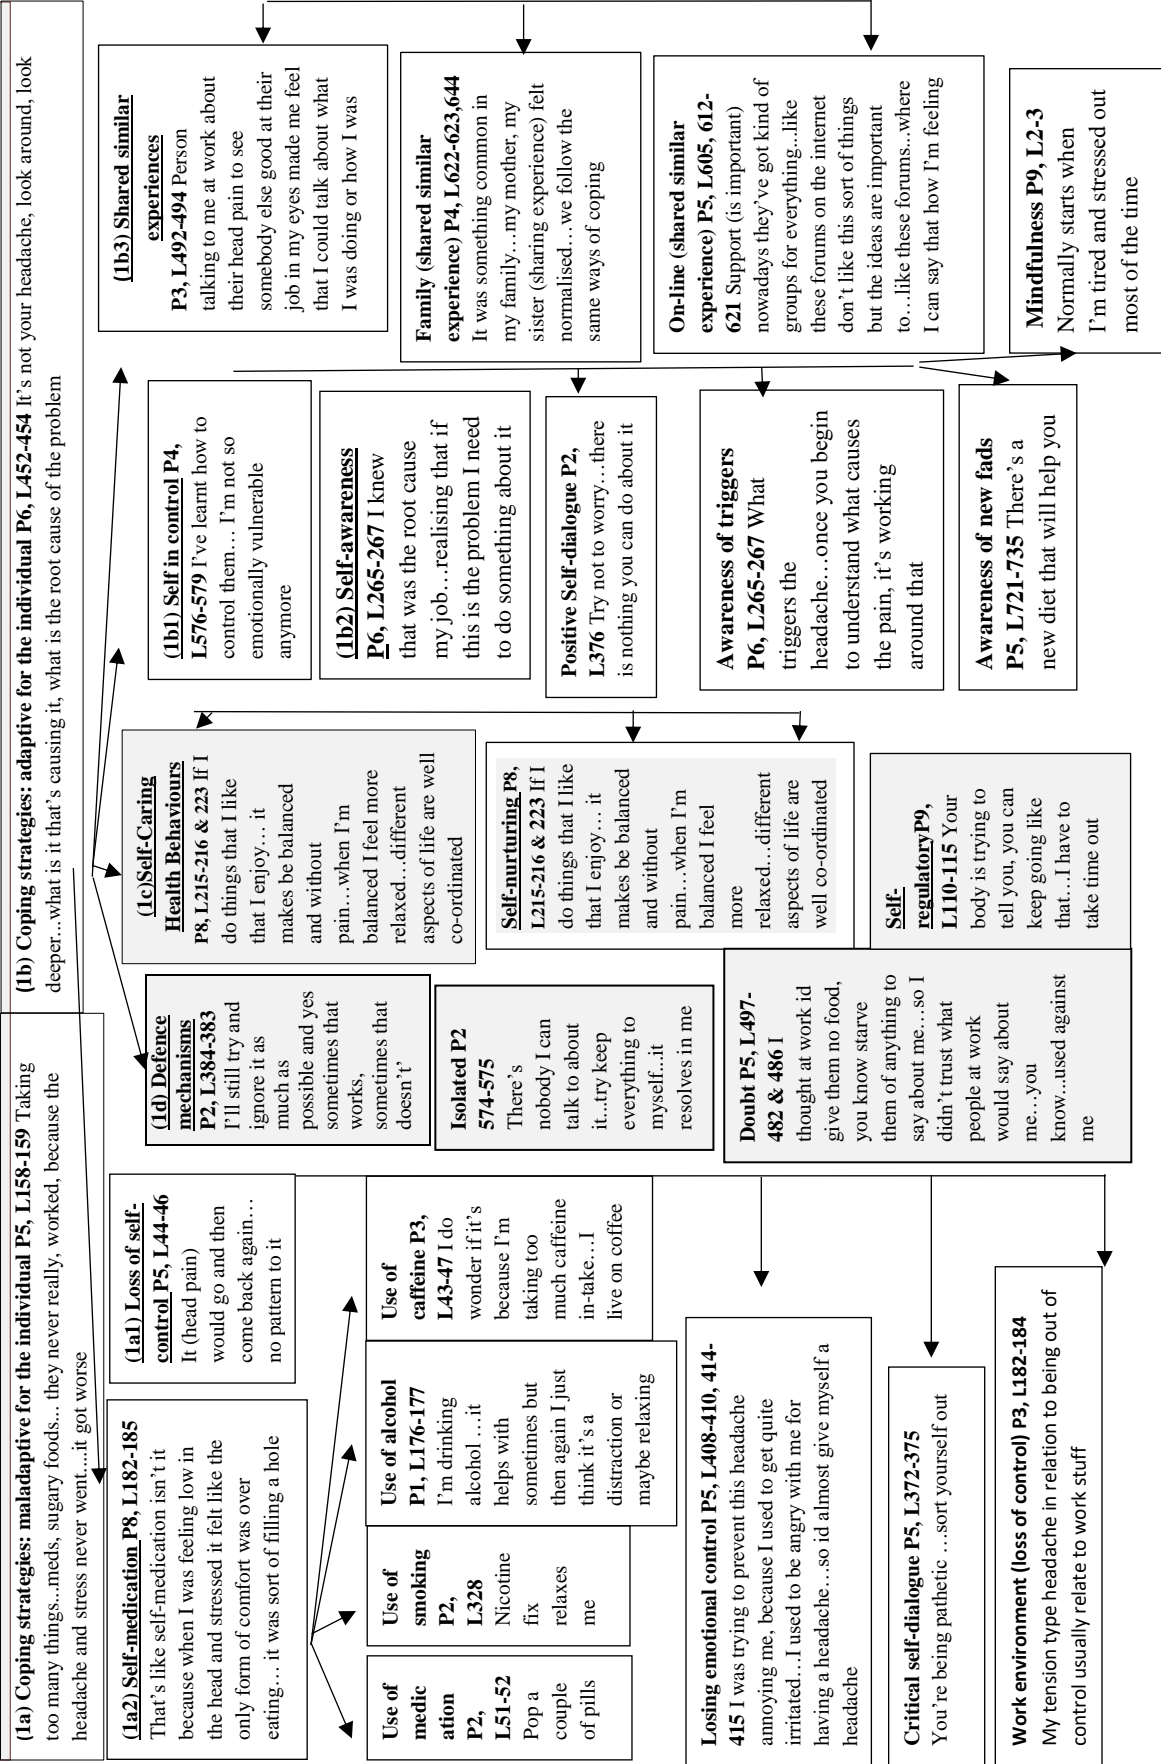 (1a) Coping strategies: maladaptive for the individual P5, L158-159 Taking
too many things...meds, sugary foods... they never really, worked, because the
headache and stress never went....it got worse
(1b) Coping strategies: adaptive for the individual P6, L452-454 It's not your headache, look around, look
deeper...what is it that's causing it, what is the root cause of the problem
(1a2) Self-medication P8, L182-185
That's like self-medication isn't it
because when I was feeling low in
the head and stressed it felt like the
only form of comfort was over
eating… it was sort of filling a hole
(1a1) Loss of self-
control P5, L44-46
It (head pain)
would go and then
come back again…
no pattern to it
(1d) Defence
mechanisms
P2, L384-383
I'll still try and
ignore it as
much as
possible and yes
sometimes that
works,
sometimes that
doesn't'
(1c)Self-Caring
Health Behaviours
P8, L215-216 & 223 If I
do things that I like
that I enjoy… it
makes be balanced
and without
pain…when I'm
balanced I feel more
relaxed…different
aspects of life are well
co-ordinated
(1b1) Self in control P4,
L576-579 I've learnt how to
control them… I'm not so
emotionally vulnerable
anymore
(1b3) Shared similar
experiences
P3, L492-494 Person
talking to me at work about
their head pain to see
somebody else good at their
job in my eyes made me feel
that I could talk about what
I was doing or how I was
Use of
medic
ation
P2,
L51-52
Pop a
couple
of pills
Use of
smoking
P2,
L328
Nicotine
fix
relaxes
me
Use of alcohol
P1, L176-177
I'm drinking
alcohol …it
helps with
sometimes but
then again I just
think it's a
distraction or
maybe relaxing
Use of
caffeine P3,
L43-47 I do
wonder if it's
because I'm
taking too
much caffeine
in-take…I
live on coffee
Isolated P2
574-575
There's
nobody I can
talk to about
it...try keep
everything to
myself...it
resolves in me
Self-nurturing P8,
L215-216 & 223 If I
do things that I like
that I enjoy… it
makes be balanced
and without
pain…when I'm
balanced I feel
more
relaxed…different
aspects of life are
well co-ordinated
(1b2) Self-awareness
P6, L265-267 I knew
that was the root cause
my job…realising that if
this is the problem I need
to do something about it
Family (shared similar
experience) P4, L622-623,644
It was something common in
my family…my mother, my
sister (sharing experience) felt
normalised…we follow the
same ways of coping
Positive Self-dialogue P2,
L376 Try not to worry…there
is nothing you can do about it
On-line (shared similar
experience) P5, L605, 612-
621 Support (is important)
nowadays they've got kind of
groups for everything...like
these forums on the internet
don't like this sort of things
but the ideas are important
to…like these forums...where
I can say that how I'm feeling
Losing emotional control P5, L408-410, 414-
415 I was trying to prevent this headache
annoying me, because I used to get quite
irritated…I used to be angry with me for
having a headache…so id almost give myself a
headache
Doubt P5, L497-
482 & 486 I
thought at work id
give them no food,
you know starve
them of anything to
say about me…so I
didn't trust what
people at work
would say about
me…you
know...used against
me
Self-
regulatoryP9,
L110-115 Your
body is trying to
tell you, you can
keep going like
that…I have to
take time out
Awareness of triggers
P6, L265-267 What
triggers the
headache…once you begin
to understand what causes
the pain, it's working
around that
Critical self-dialogue P5, L372-375
You're being pathetic …sort yourself out
Awareness of new fads
P5, L721-735 There's a
new diet that will help you
Mindfulness P9, L2-3
Normally starts when
I'm tired and stressed out
most of the time
Work environment (loss of control) P3, L182-184
My tension type headache in relation to being out of
control usually relate to work stuff